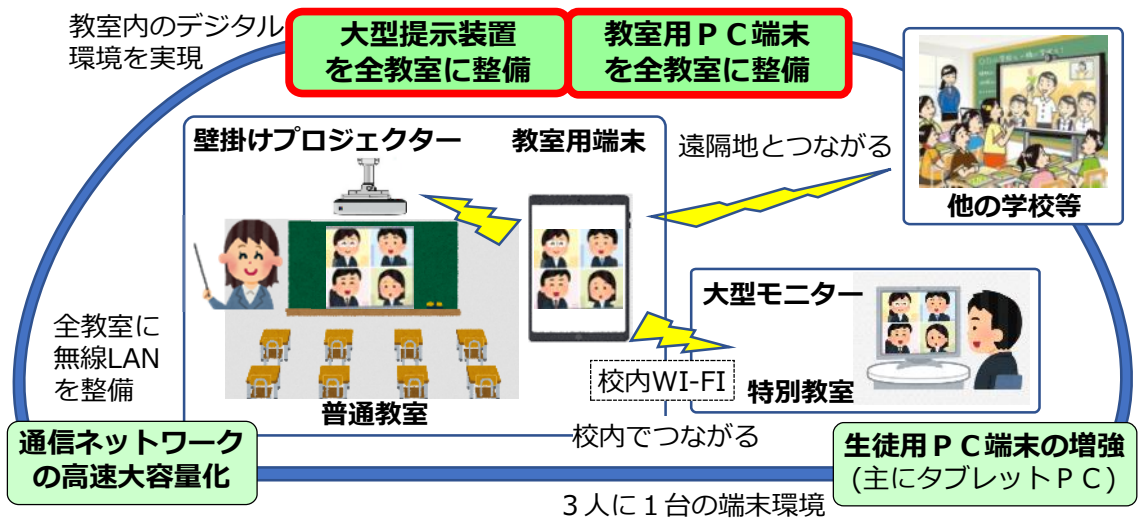 教室内のデジタル
環境を実現
大型提示装置
を全教室に整備
教室用ＰＣ端末
を全教室に整備
壁掛けプロジェクター
教室用端末
遠隔地とつながる
他の学校等
大型モニター
全教室に
無線LAN
を整備
校内WI-FI
特別教室
普通教室
校内でつながる
通信ネットワーク
の高速大容量化
生徒用ＰＣ端末の増強
(主にタブレットＰＣ)
３人に１台の端末環境